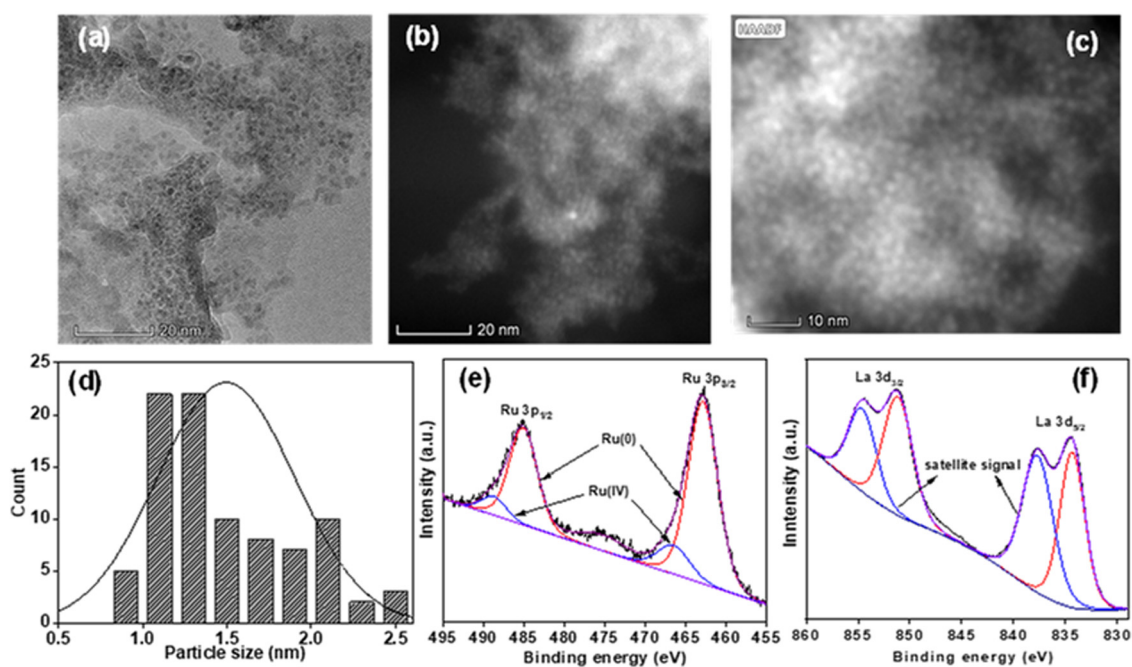 (a)
20 nm
(b)
20 nm
HAADF
(c)
10 nm
(d)
Count
25
20
15
10
5
0
0.5 1.0 1.5 2.0 2.5
Particle size (nm)
(e)
Ru 3p3/2
Ru 3p1/2
Ru(0)
Ru(IV)
Intensity (a.u.)
495 490 485 480 475 470 465 460 455
Binding energy (eV)
(f)
La 3d3/2
La 3d5/2
satellite signal
Inntensity (a.u.)
860 855 850 845 840 835 830
Binding energy (eV)